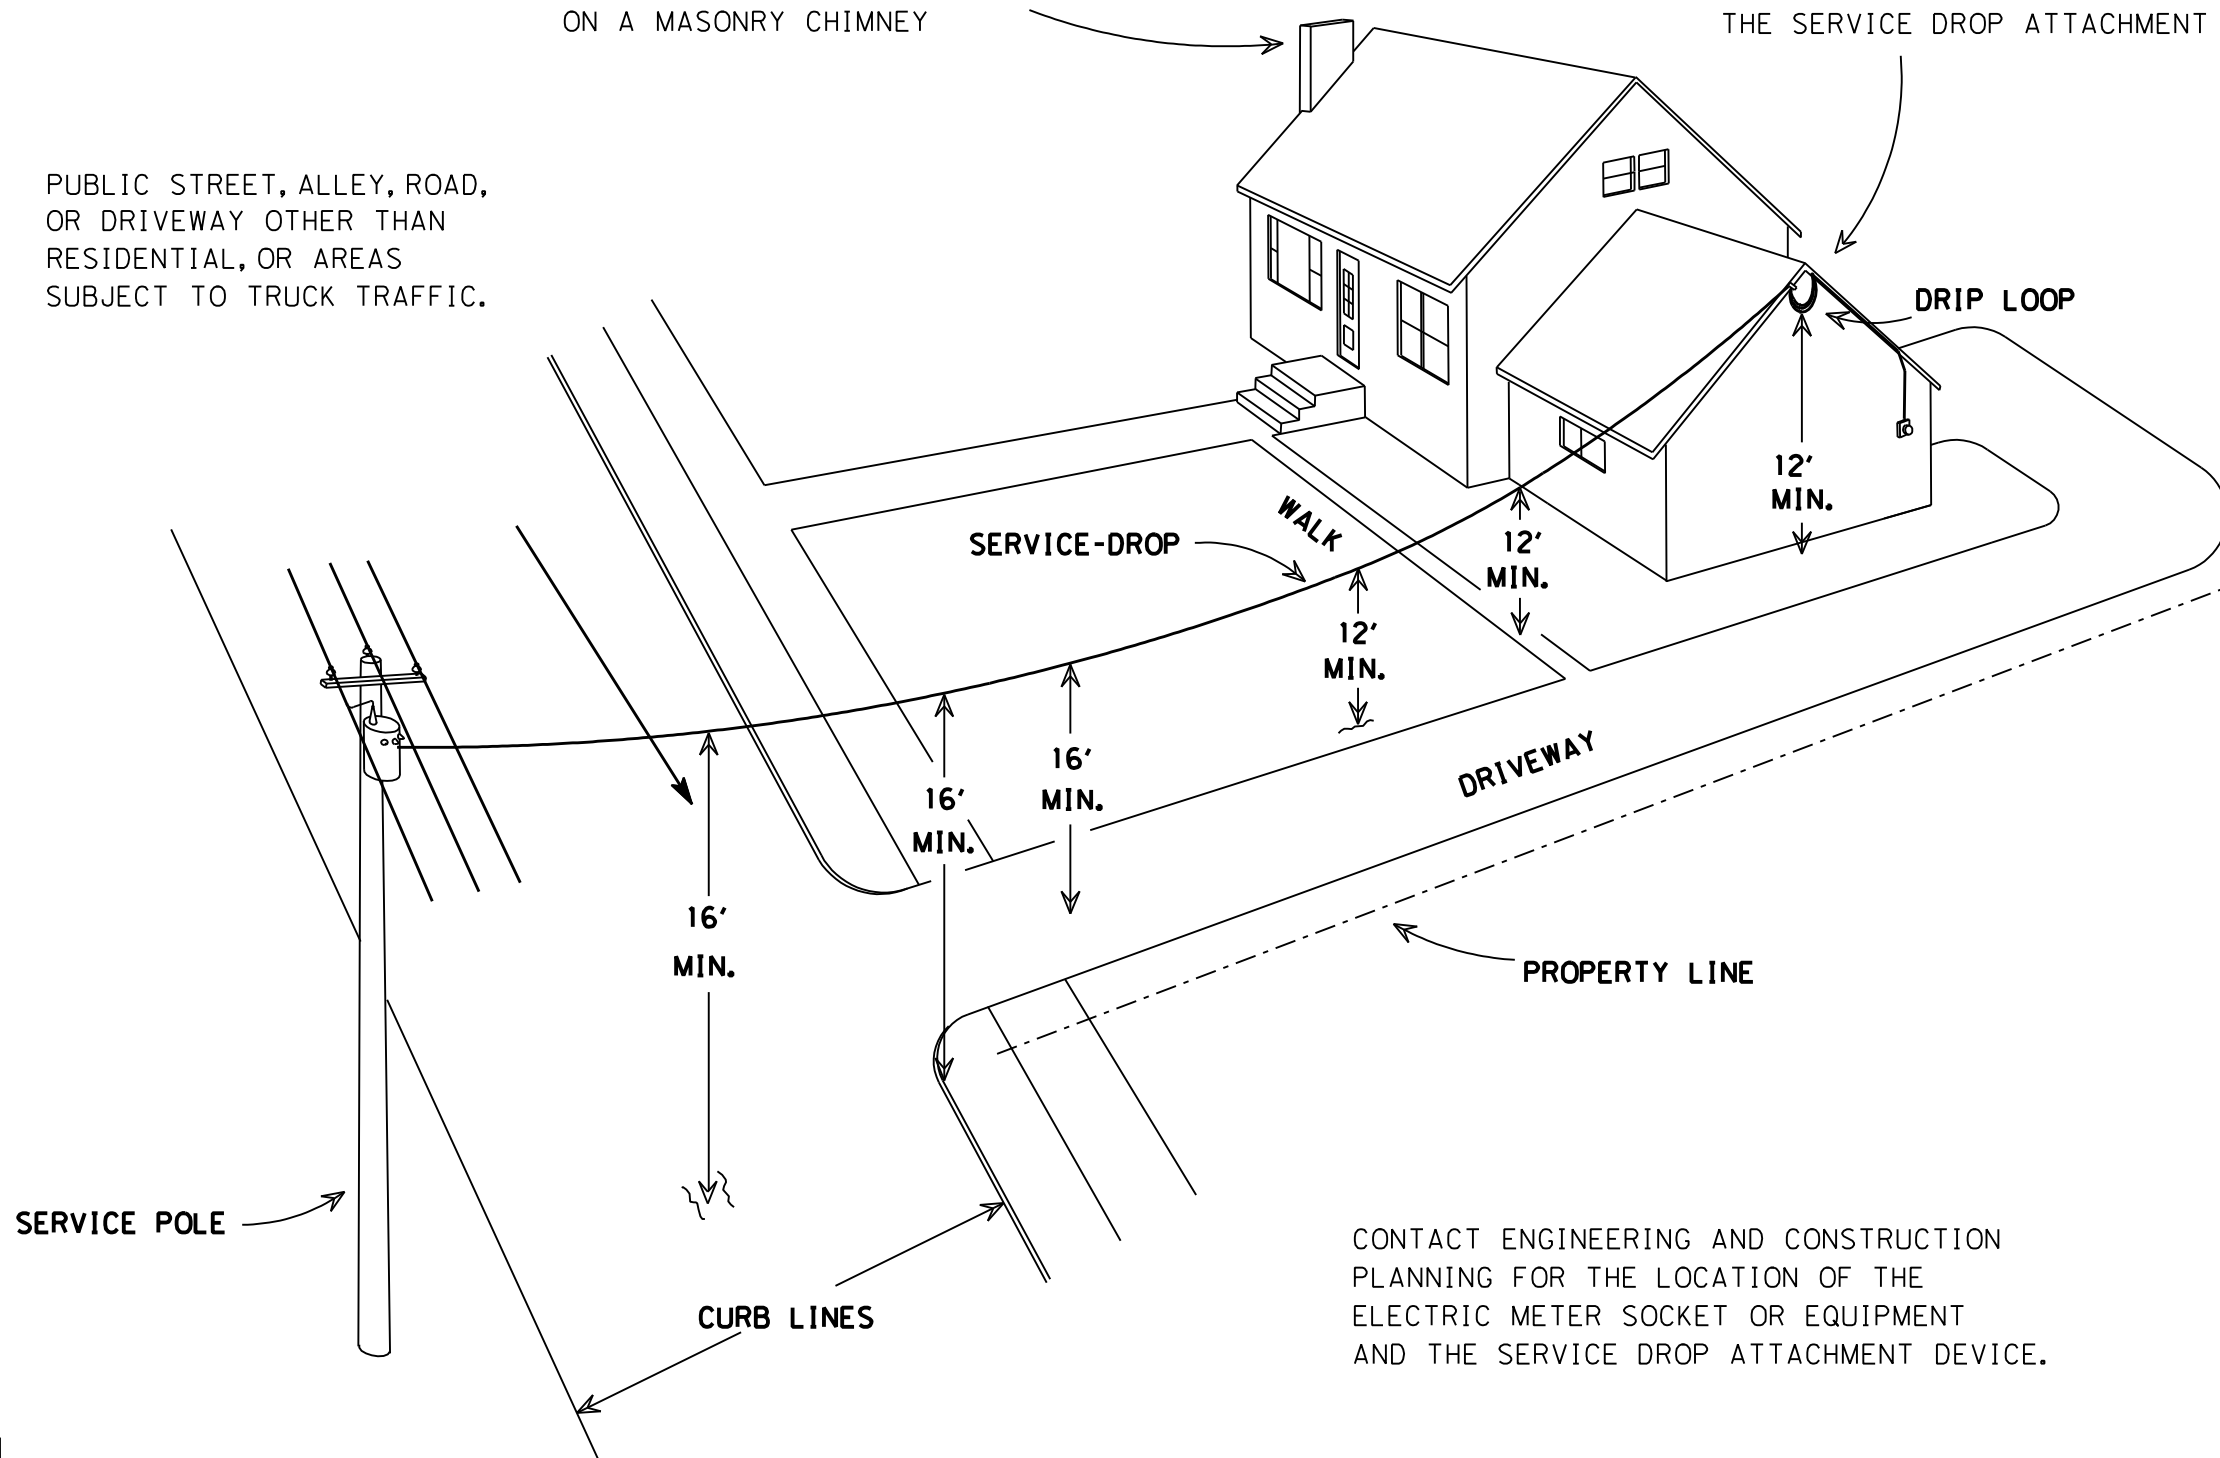 ON A MASONRY CHIMNEY
THE SERVICE DROP ATTACHMENT
PUBLIC STREET, ALLEY, ROAD,
OR DRIVEWAY OTHER THAN
RESIDENTIAL, OR AREAS
SUBJECT TO TRUCK TRAFFIC.
DRIP LOOP
12'
MIN.
WALK
SERVICE-DROP
12'
MIN.
12'
MIN.
16'
MIN.
16'
MIN.
DRIVEWAY
16'
MIN.
PROPERTY LINE
SERVICE POLE
CURB LINES
CONTACT ENGINEERING AND CONSTRUCTION
PLANNING FOR THE LOCATION OF THE
ELECTRIC METER SOCKET OR EQUIPMENT
AND THE SERVICE DROP ATTACHMENT DEVICE.